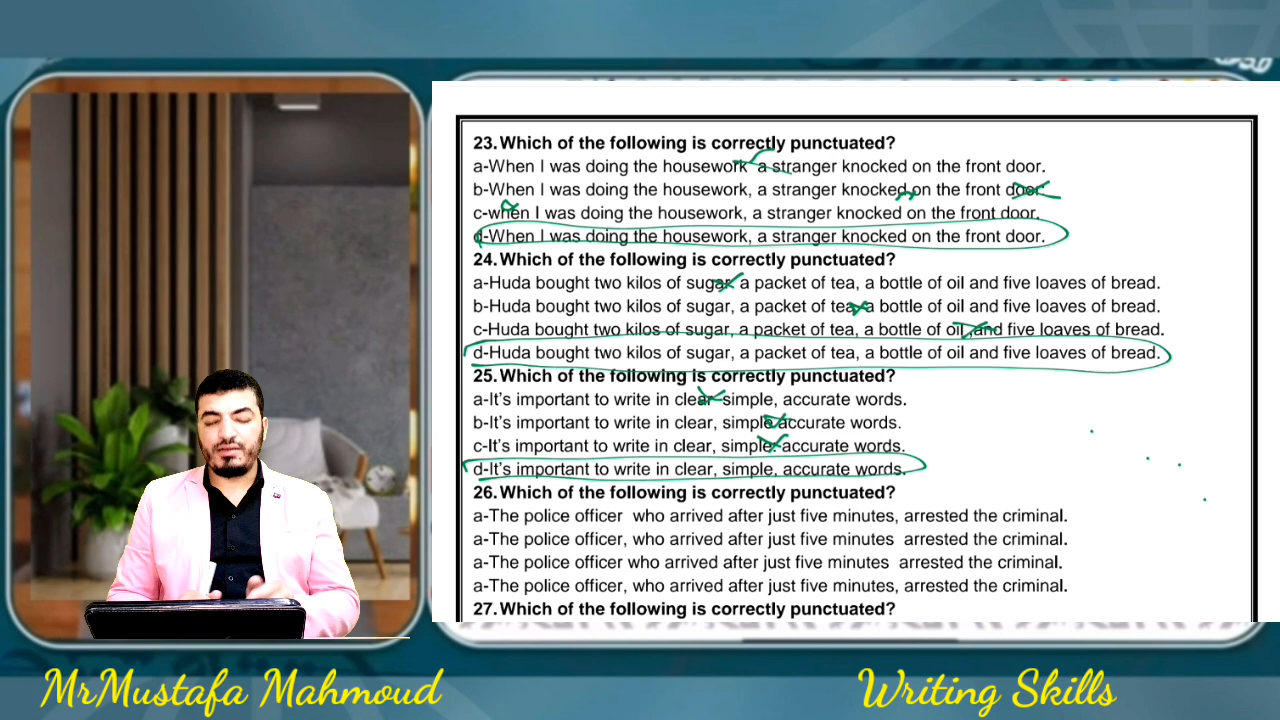 23. Which of the following is correctly punctuated?
a-When I was doing the housework a stranger knocked on the front door.
b-When I was doing the housework, a stranger knocked on the front door.
c-when I was doing the housework, a stranger knocked on the front door.
d-When I was doing the housework, a stranger knocked on the front door.
24. Which of the following is correctly punctuated?
a-Huda bought two kilos of sugar a packet of tea, a bottle of oil and five loaves of bread.
b-Huda bought two kilos of sugar, a packet of tea a bottle of oil and five loaves of bread.
c-Huda bought two kilos of sugar, a packet of tea, a bottle of oil ,and five loaves of bread.
d-Huda bought two kilos of sugar, a packet of tea, a bottle of oil and five loaves of bread.
25. Which of the following is correctly punctuated?
a-It's important to write in clear simple, accurate words.
b-It's important to write in clear, simple accurate words.
c-It's important to write in clear, simple. accurate words.
d-It's important to write in clear, simple, accurate words.
26. Which of the following is correctly punctuated?
a-The police officer  who arrived after just five minutes, arrested the criminal.
a-The police officer, who arrived after just five minutes  arrested the criminal.
a-The police officer who arrived after just five minutes  arrested the criminal.
a-The police officer, who arrived after just five minutes, arrested the criminal.
27. Which of the following is correctly punctuated?
MrMustafa Mahmoud
Writing Skills